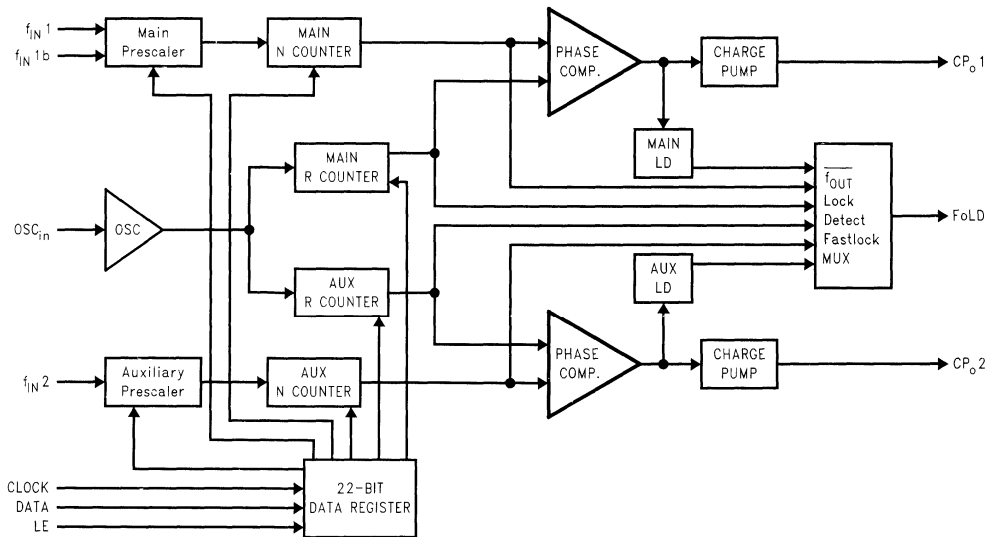 f_IN 1
f_IN 1b
Main
Prescaler
MAIN
N COUNTER
PHASE
COMP.
CHARGE
PUMP
CP_o 1
MAIN
R COUNTER
MAIN
LD
OSC_in
OSC
f_OUT
Lock
Detect
Fastlock
MUX
FoLD
AUX
R COUNTER
AUX
LD
f_IN 2
Auxiliary
Prescaler
AUX
N COUNTER
PHASE
COMP.
CHARGE
PUMP
CP_o 2
CLOCK
DATA
LE
22-BIT
DATA REGISTER